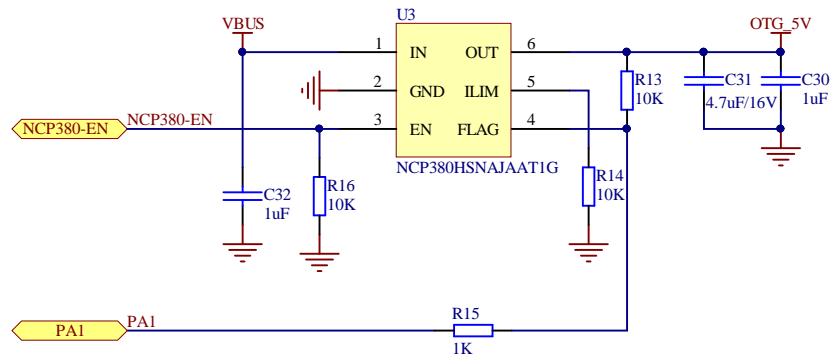 U3
VBUS
OTG_5V
1
IN
OUT
6
2
GND
ILIM
5
3
EN
FLAG
4
NCP380HSNAJAAT1G
NCP380-EN
NCP380-EN
R13
10K
C31
4.7uF/16V
C30
1uF
C32
1uF
R16
10K
R14
10K
PA1
PA1
R15
1K